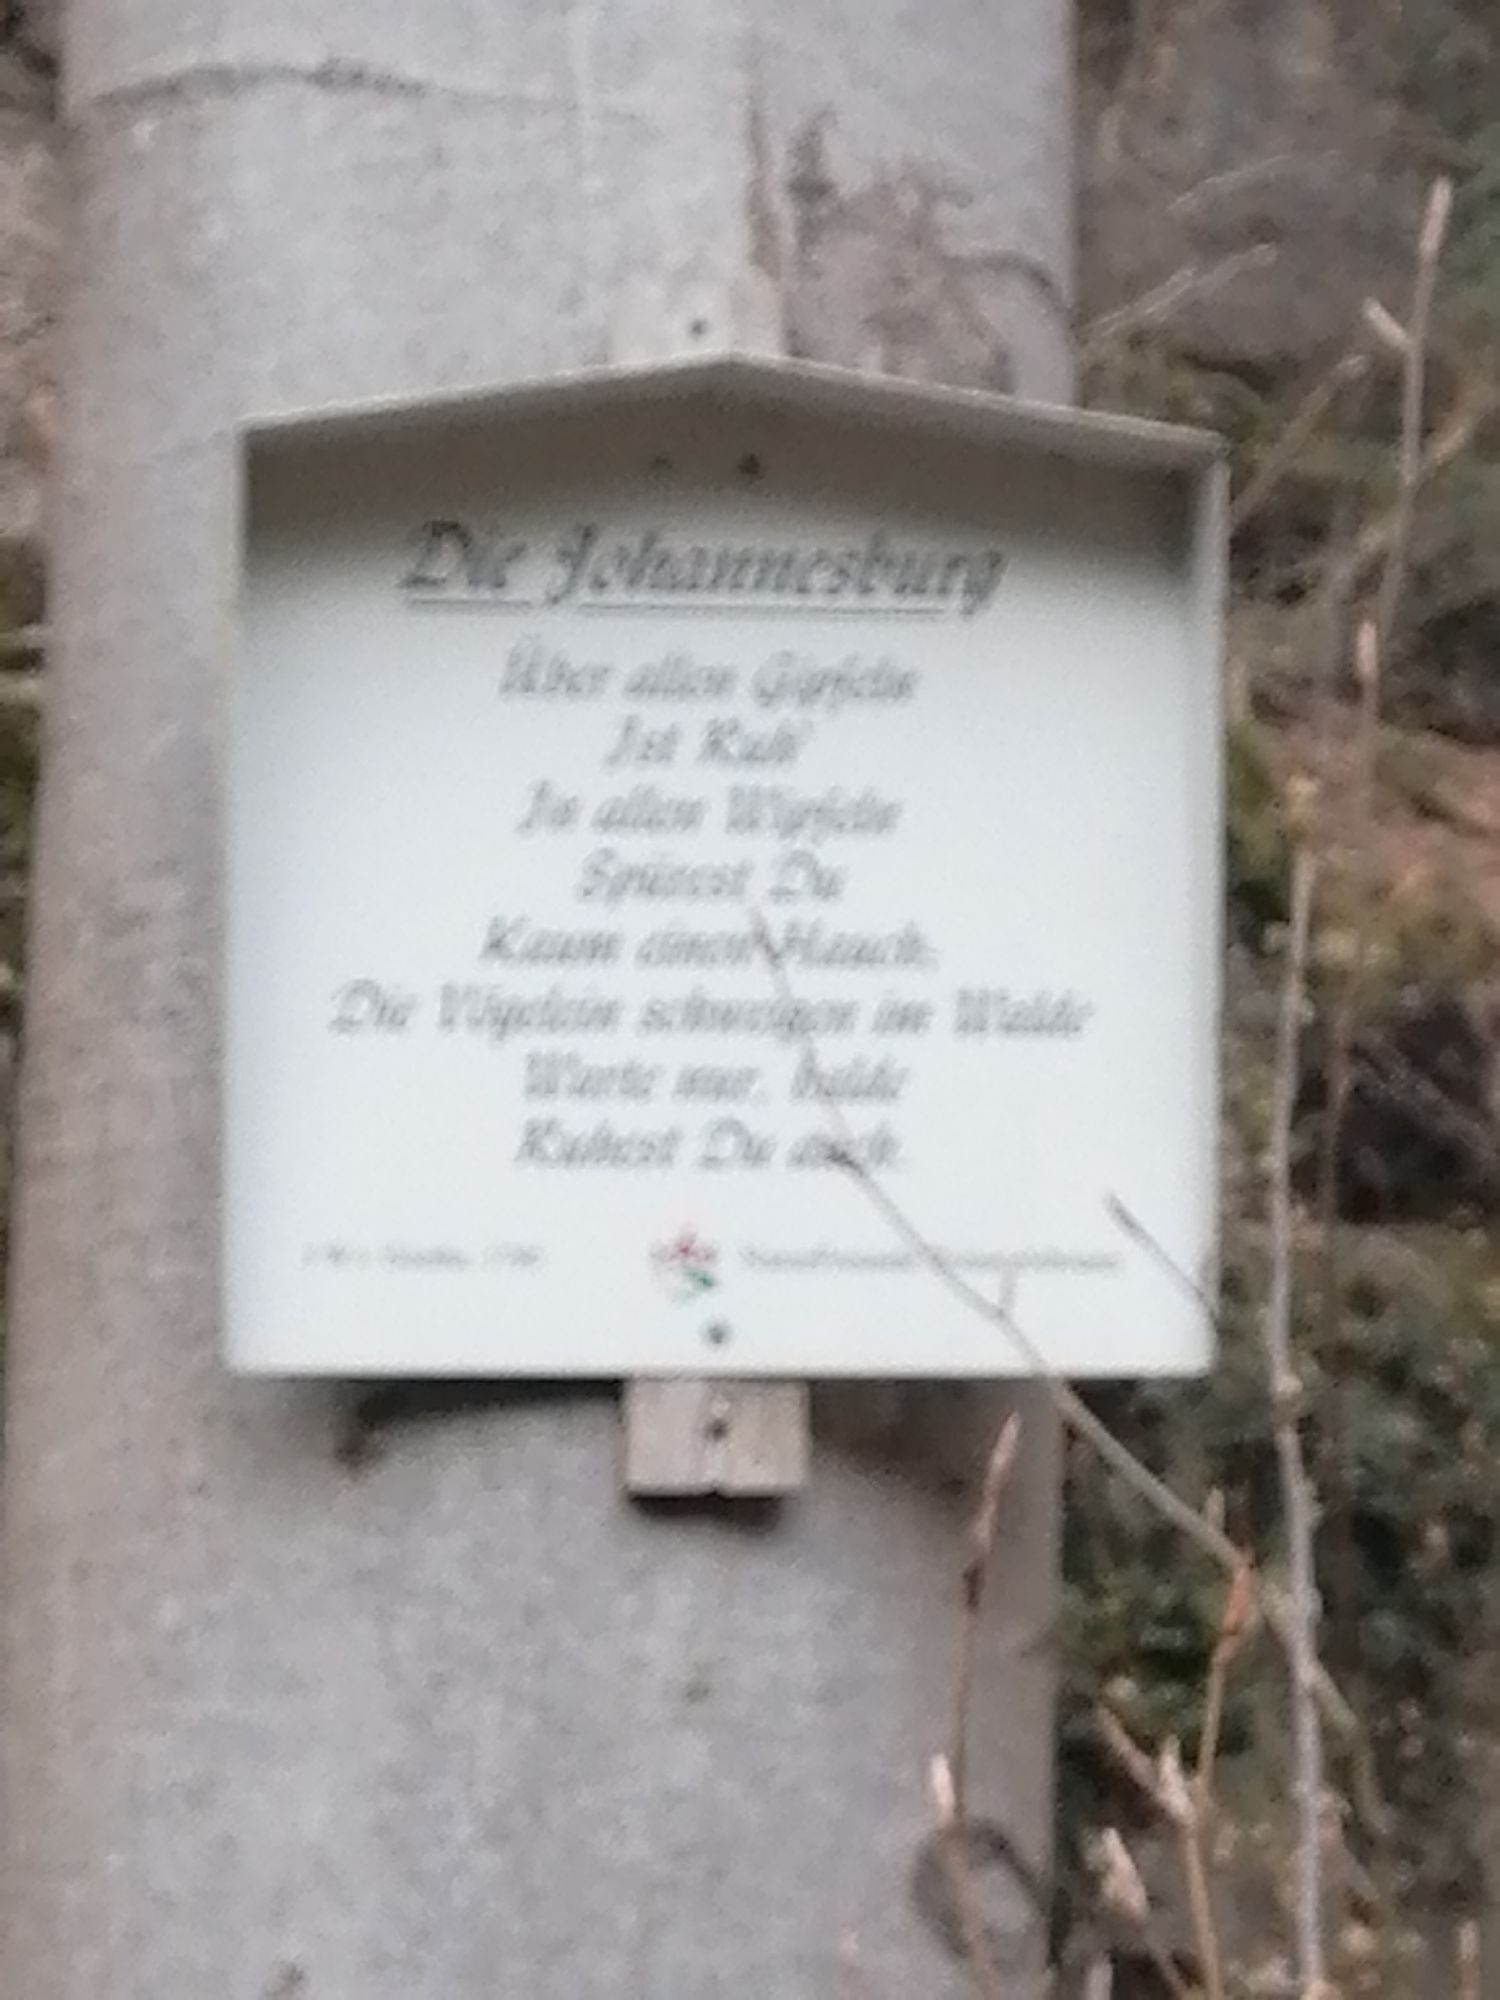 Die Johannesburg
Über allen Gipfeln
Ist Ruh'
In allen Wipfeln
Spürest Du
Kaum einen Hauch;
Die Vögelein schweigen im Walde
Warte nur, balde
Ruhest Du auch.